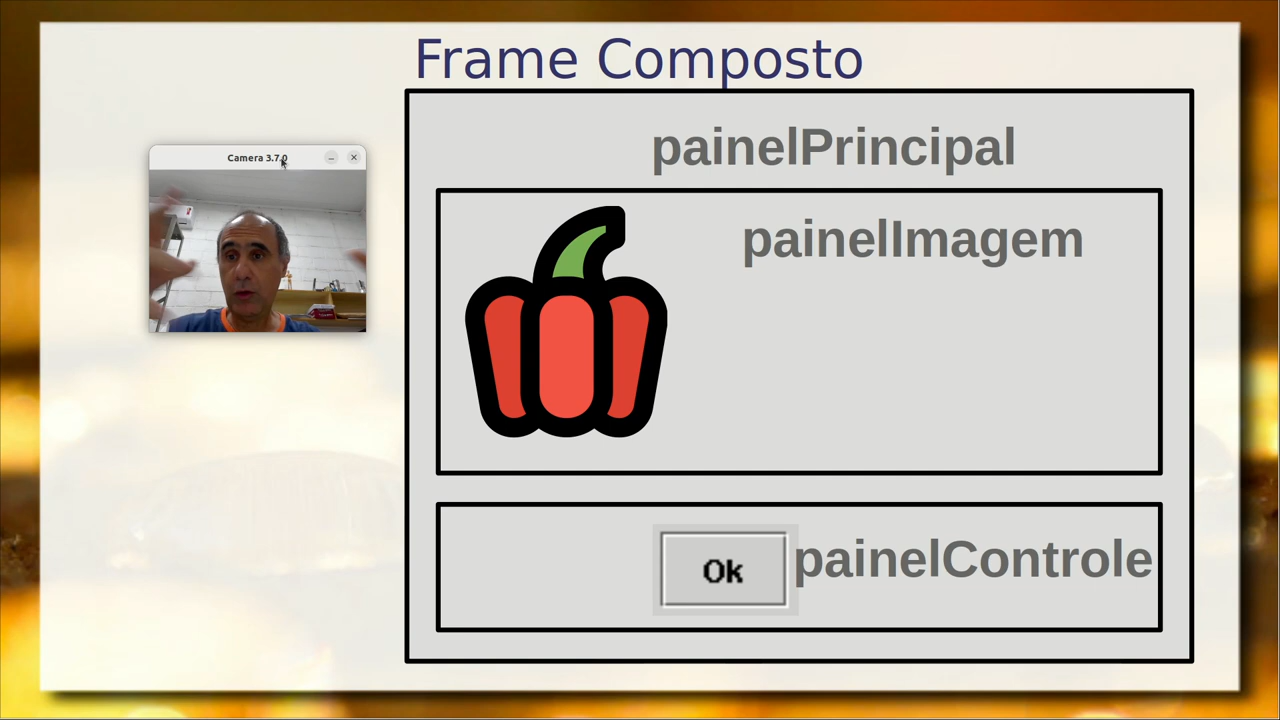 Frame Composto
painelPrincipal
Camera 3.7.0
painelImagem
Ok
painelControle